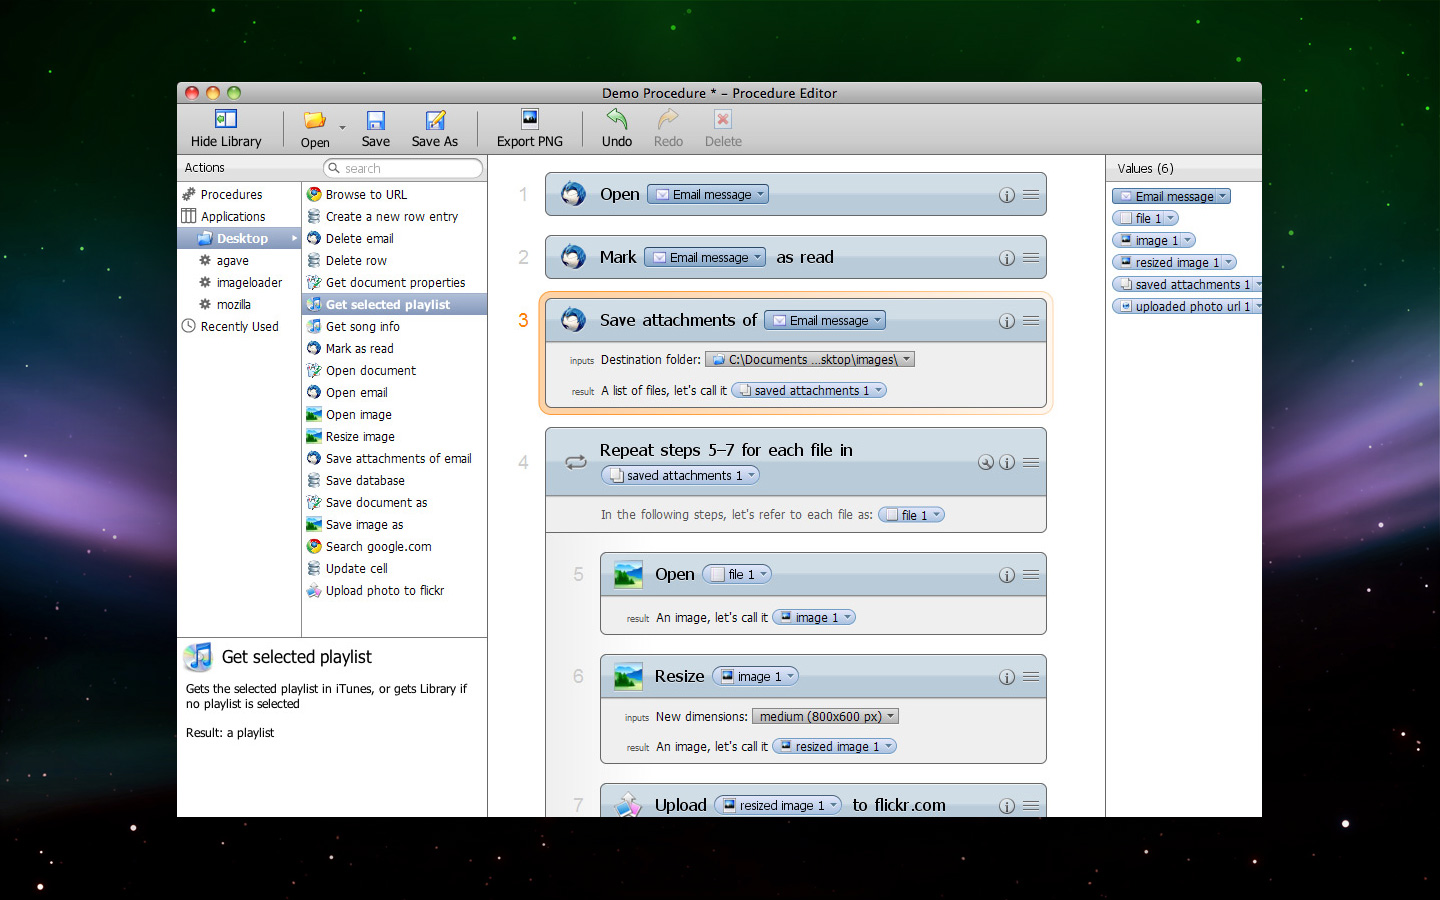 Demo Procedure * – Procedure Editor
Hide Library
Open
Save
Save As
Export PNG
Undo
Redo
Delete
Actions
search
Procedures
Applications
Desktop
agave
imageloader
mozilla
Recently Used
Browse to URL
Create a new row entry
Delete email
Delete row
Get document properties
Get selected playlist
Get song info
Mark as read
Open document
Open email
Open image
Resize image
Save attachments of email
Save database
Save document as
Save image as
Search google.com
Update cell
Upload photo to flickr
Get selected playlist
Gets the selected playlist in iTunes, or gets Library if
no playlist is selected
Result: a playlist
1 Open Email message
2 Mark Email message as read
3 Save attachments of Email message
inputs Destination folder: C:\Documents ...sktop\images\
result A list of files, let's call it saved attachments 1
4 Repeat steps 5–7 for each file in
saved attachments 1
In the following steps, let's refer to each file as: file 1
5 Open file 1
result An image, let's call it image 1
6 Resize image 1
inputs New dimensions: medium (800x600 px)
result An image, let's call it resized image 1
7 Upload resized image 1 to flickr.com
Values (6)
Email message
file 1
image 1
resized image 1
saved attachments 1
uploaded photo url 1